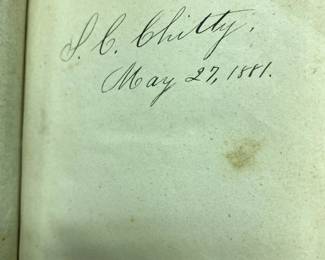 S. C. Chitty.
May 27, 1881.